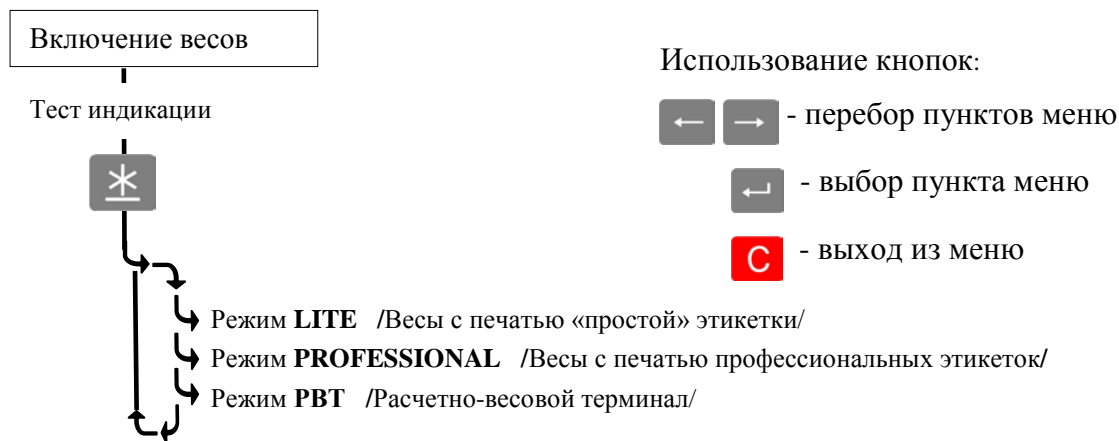 Включение весов
Тест индикации
Использование кнопок:
← → - перебор пунктов меню
↵ - выбор пункта меню
C - выход из меню
Режим LITE /Весы с печатью «простой» этикетки/
Режим PROFESSIONAL /Весы с печатью профессиональных этикеток/
Режим РВТ /Расчетно-весовой терминал/